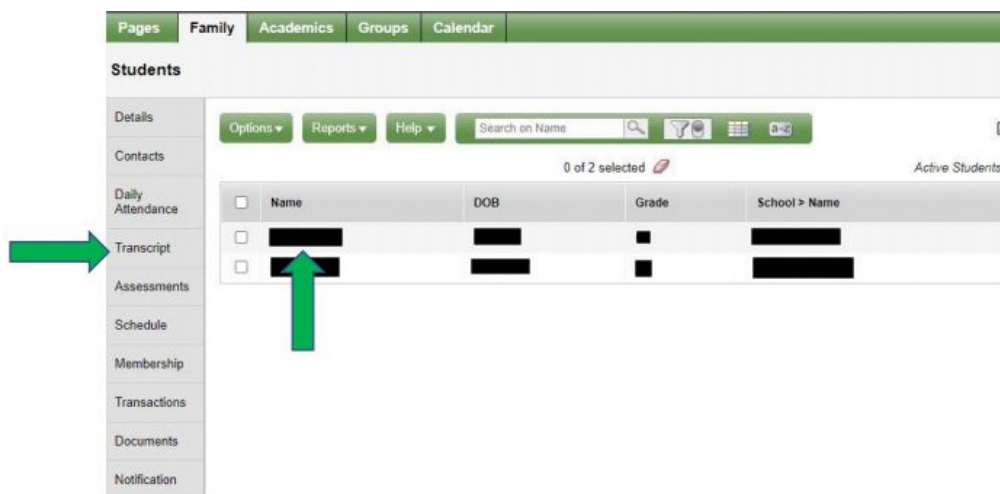 Pages Family Academics Groups Calendar
Students
Details
Options Reports Help Search on Name a-z
Contacts
0 of 2 selected Active Students
Daily
Attendance
Name DOB Grade School > Name
Transcript
Assessments
Schedule
Membership
Transactions
Documents
Notification